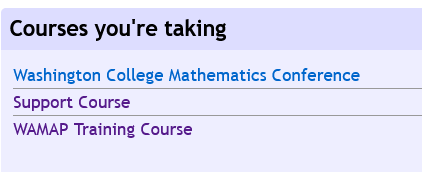 Courses you're taking
Washington College Mathematics Conference
Support Course
WAMAP Training Course